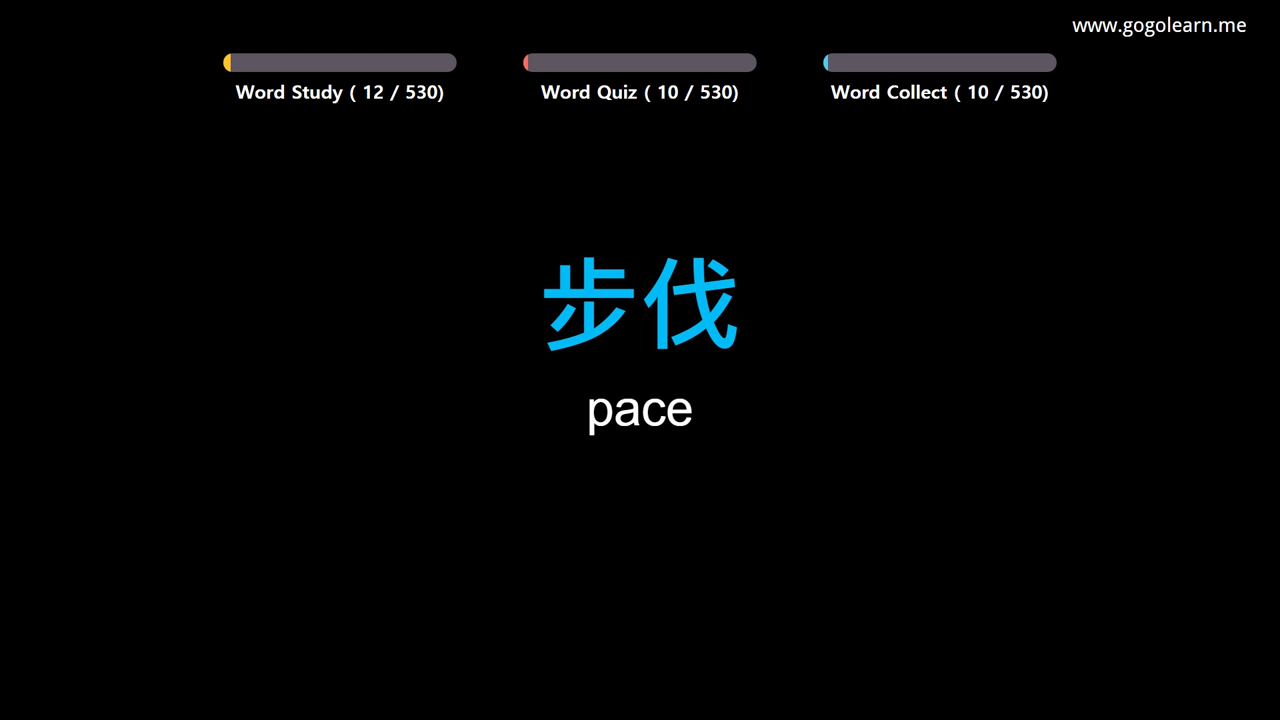 www.gogolearn.me
Word Study ( 12 / 530)
Word Quiz ( 10 / 530)
Word Collect ( 10 / 530)
步伐
pace